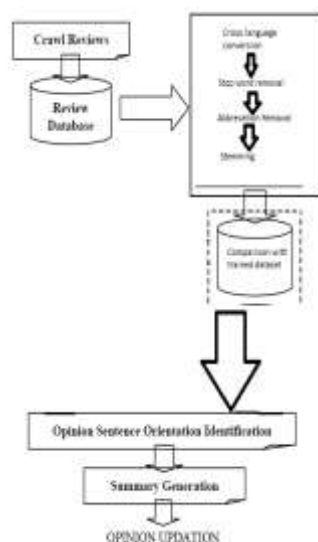 Crawl Reviews
Review
Database
Cross language
conversion
Stop word removal
Abbreviation removal
Stemming
Comparison with
trained dataset
Opinion Sentence Orientation Identification
Summary Generation
OPINION UPDATION